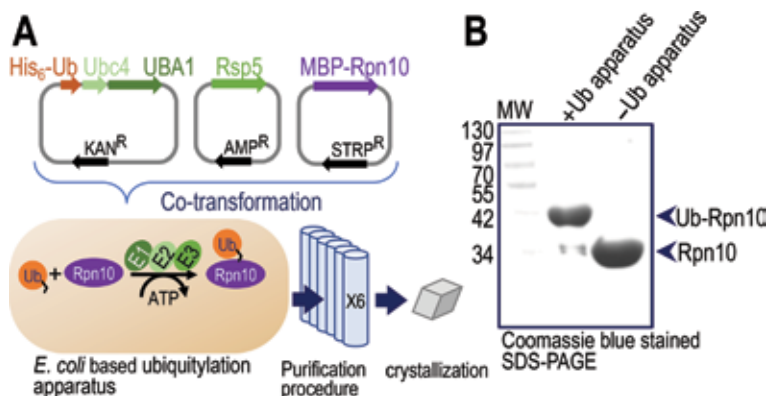 A
His₆-Ub Ubc4 UBA1
Rsp5
MBP-Rpn10
KANᴿ
AMPᴿ
STRPᴿ
Co-transformation
Ub + Rpn10
E1 E2 E3
ATP
Ub
Rpn10
X6
E. coli based ubiquitylation
apparatus
Purification
procedure
crystallization
B
MW
+Ub apparatus
–Ub apparatus
130
97
70
55
42
34
Ub-Rpn10
Rpn10
Coomassie blue stained
SDS-PAGE